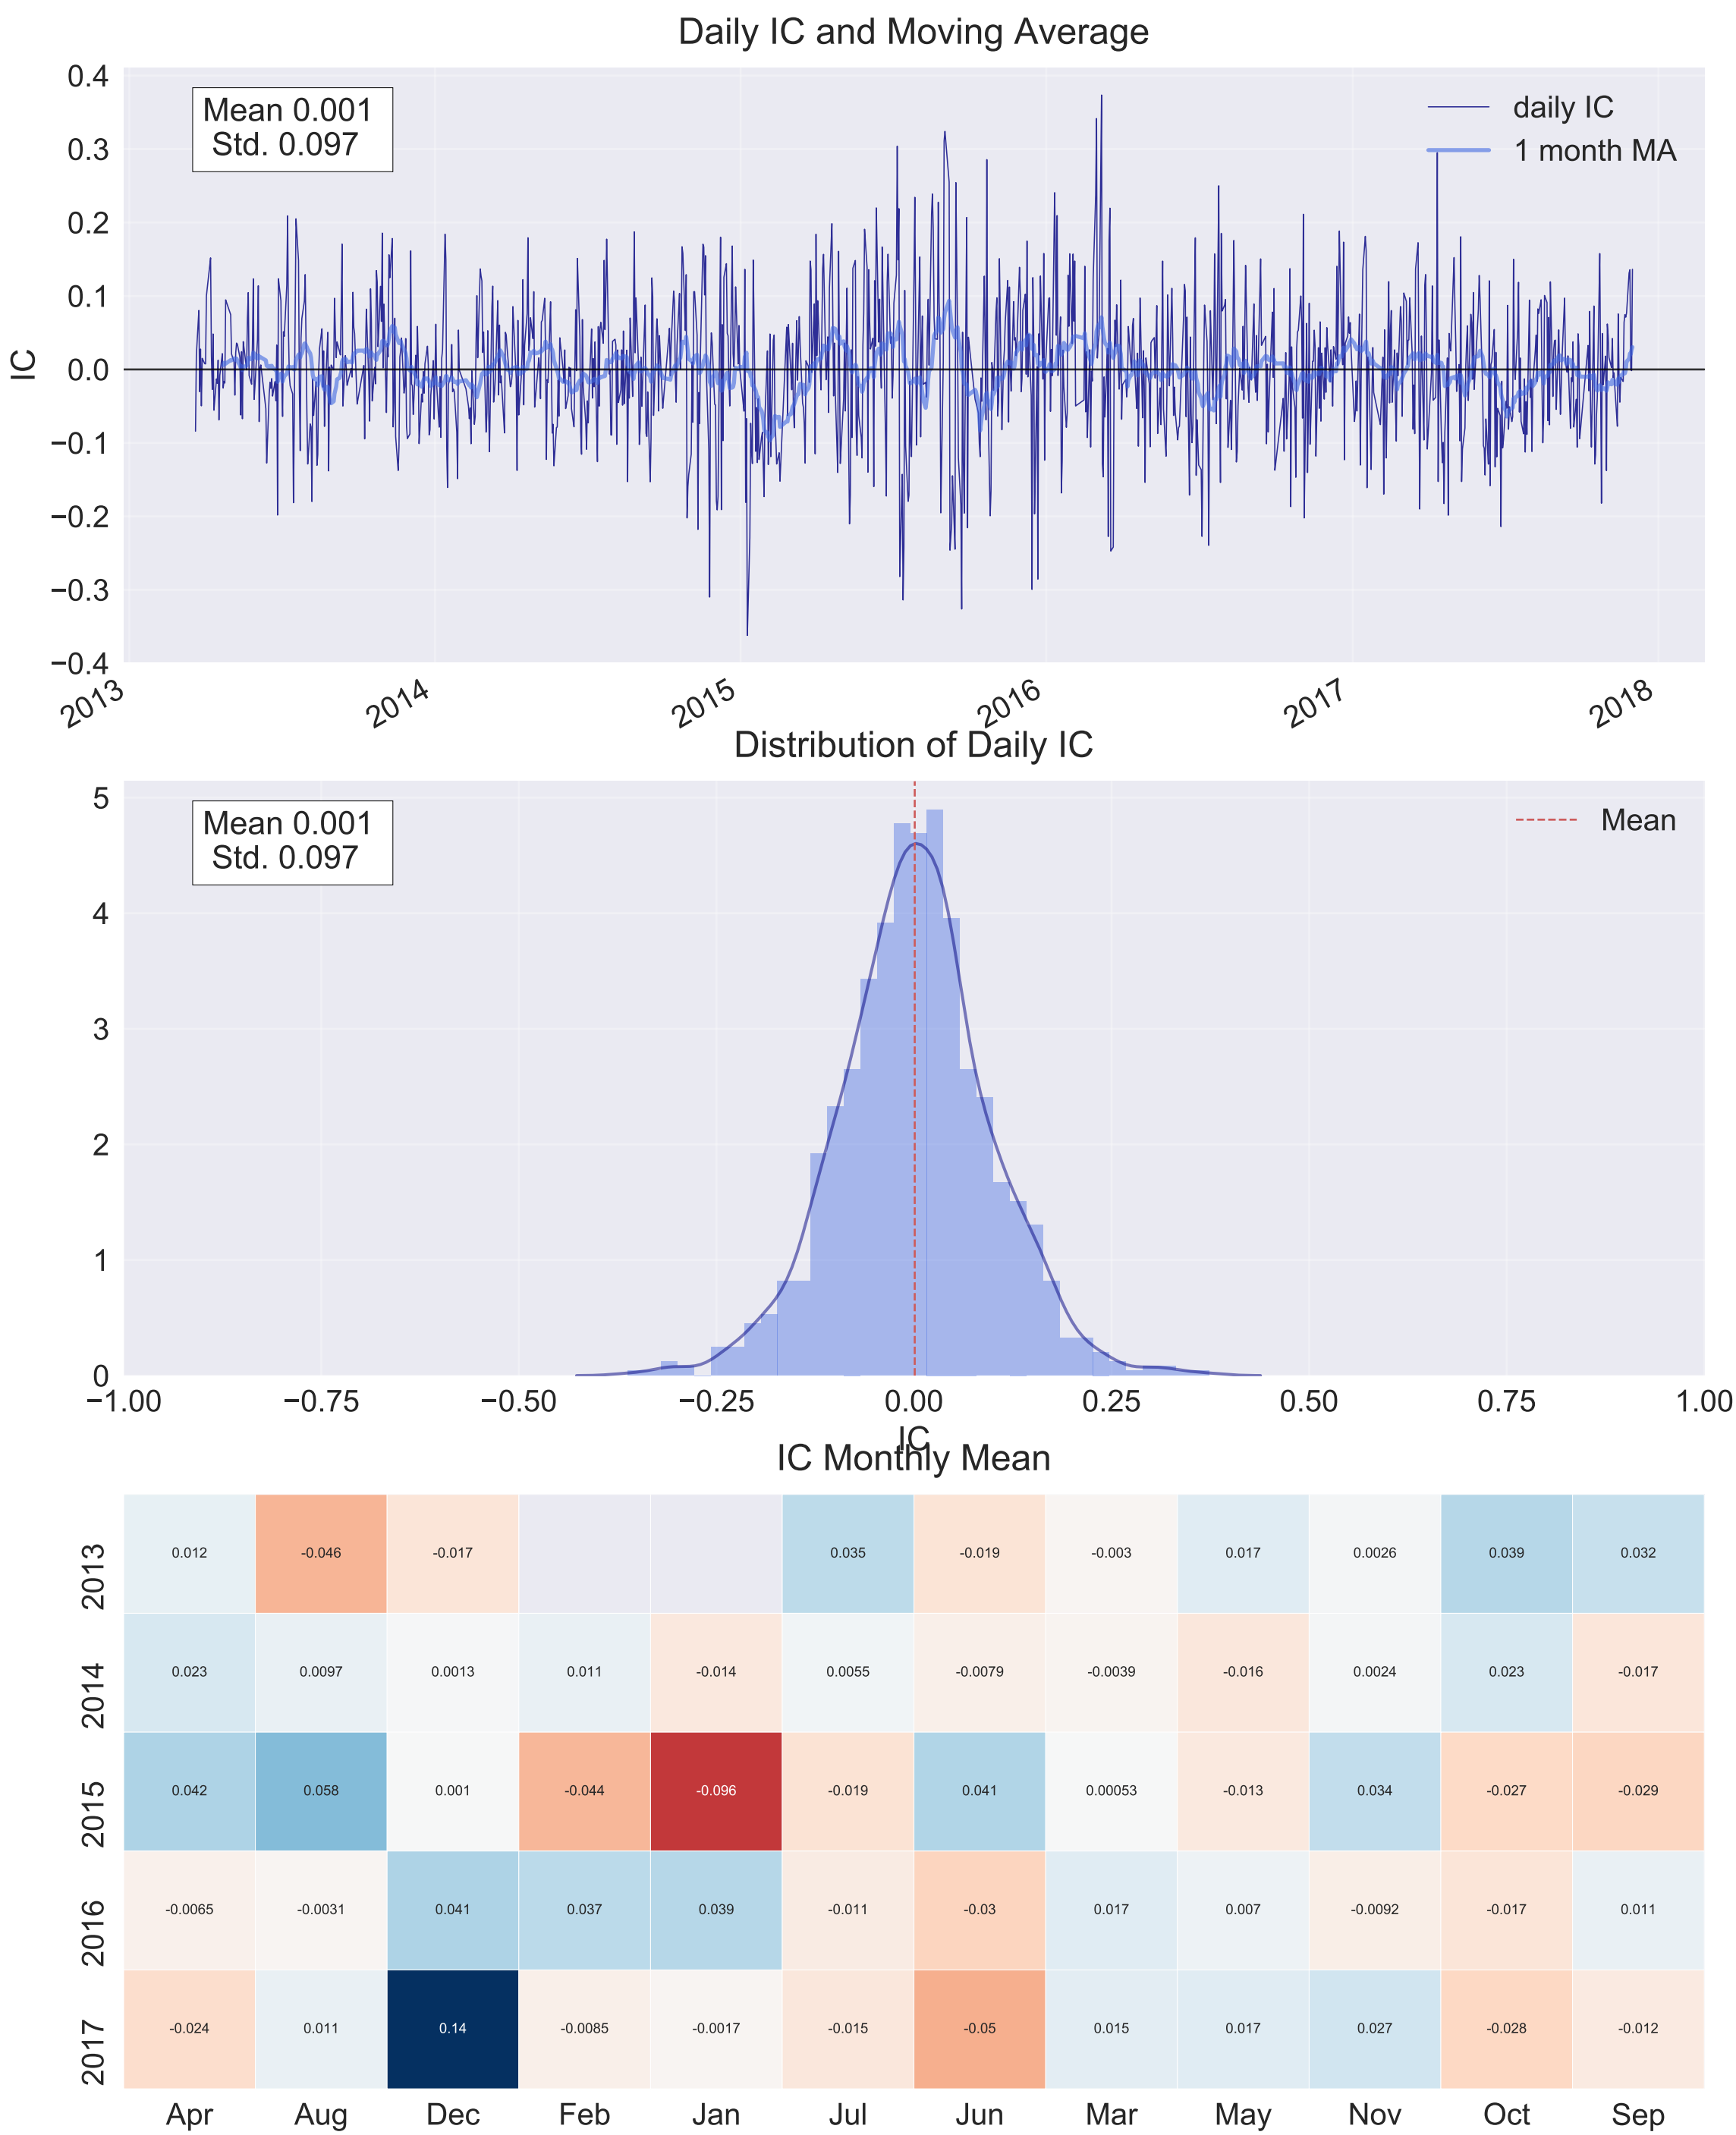 Daily IC and Moving Average
0.4
0.3
0.2
0.1
0.0
−0.1
−0.2
−0.3
−0.4
IC
Mean 0.001
Std. 0.097
daily IC
1 month MA
2013 2014 2015 2016 2017 2018
Distribution of Daily IC
5
4
3
2
1
0
Mean 0.001
Std. 0.097
Mean
−1.00 −0.75 −0.50 −0.25 0.00 0.25 0.50 0.75 1.00
IC
IC Monthly Mean
2013 0.012 -0.046 -0.017 0.035 -0.019 -0.003 0.017 0.0026 0.039 0.032
2014 0.023 0.0097 0.0013 0.011 -0.014 0.0055 -0.0079 -0.0039 -0.016 0.0024 0.023 -0.017
2015 0.042 0.058 0.001 -0.044 -0.096 -0.019 0.041 0.00053 -0.013 0.034 -0.027 -0.029
2016 -0.0065 -0.0031 0.041 0.037 0.039 -0.011 -0.03 0.017 0.007 -0.0092 -0.017 0.011
2017 -0.024 0.011 0.14 -0.0085 -0.0017 -0.015 -0.05 0.015 0.017 0.027 -0.028 -0.012
Apr Aug Dec Feb Jan Jul Jun Mar May Nov Oct Sep